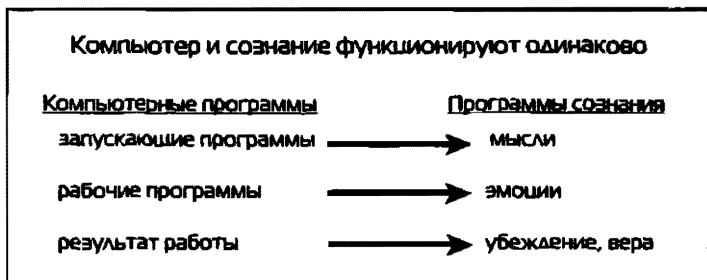 Компьютер и сознание функционируют одинаково
Компьютерные программы Программы сознания
запускающие программы мысли
рабочие программы эмоции
результат работы убеждение, вера